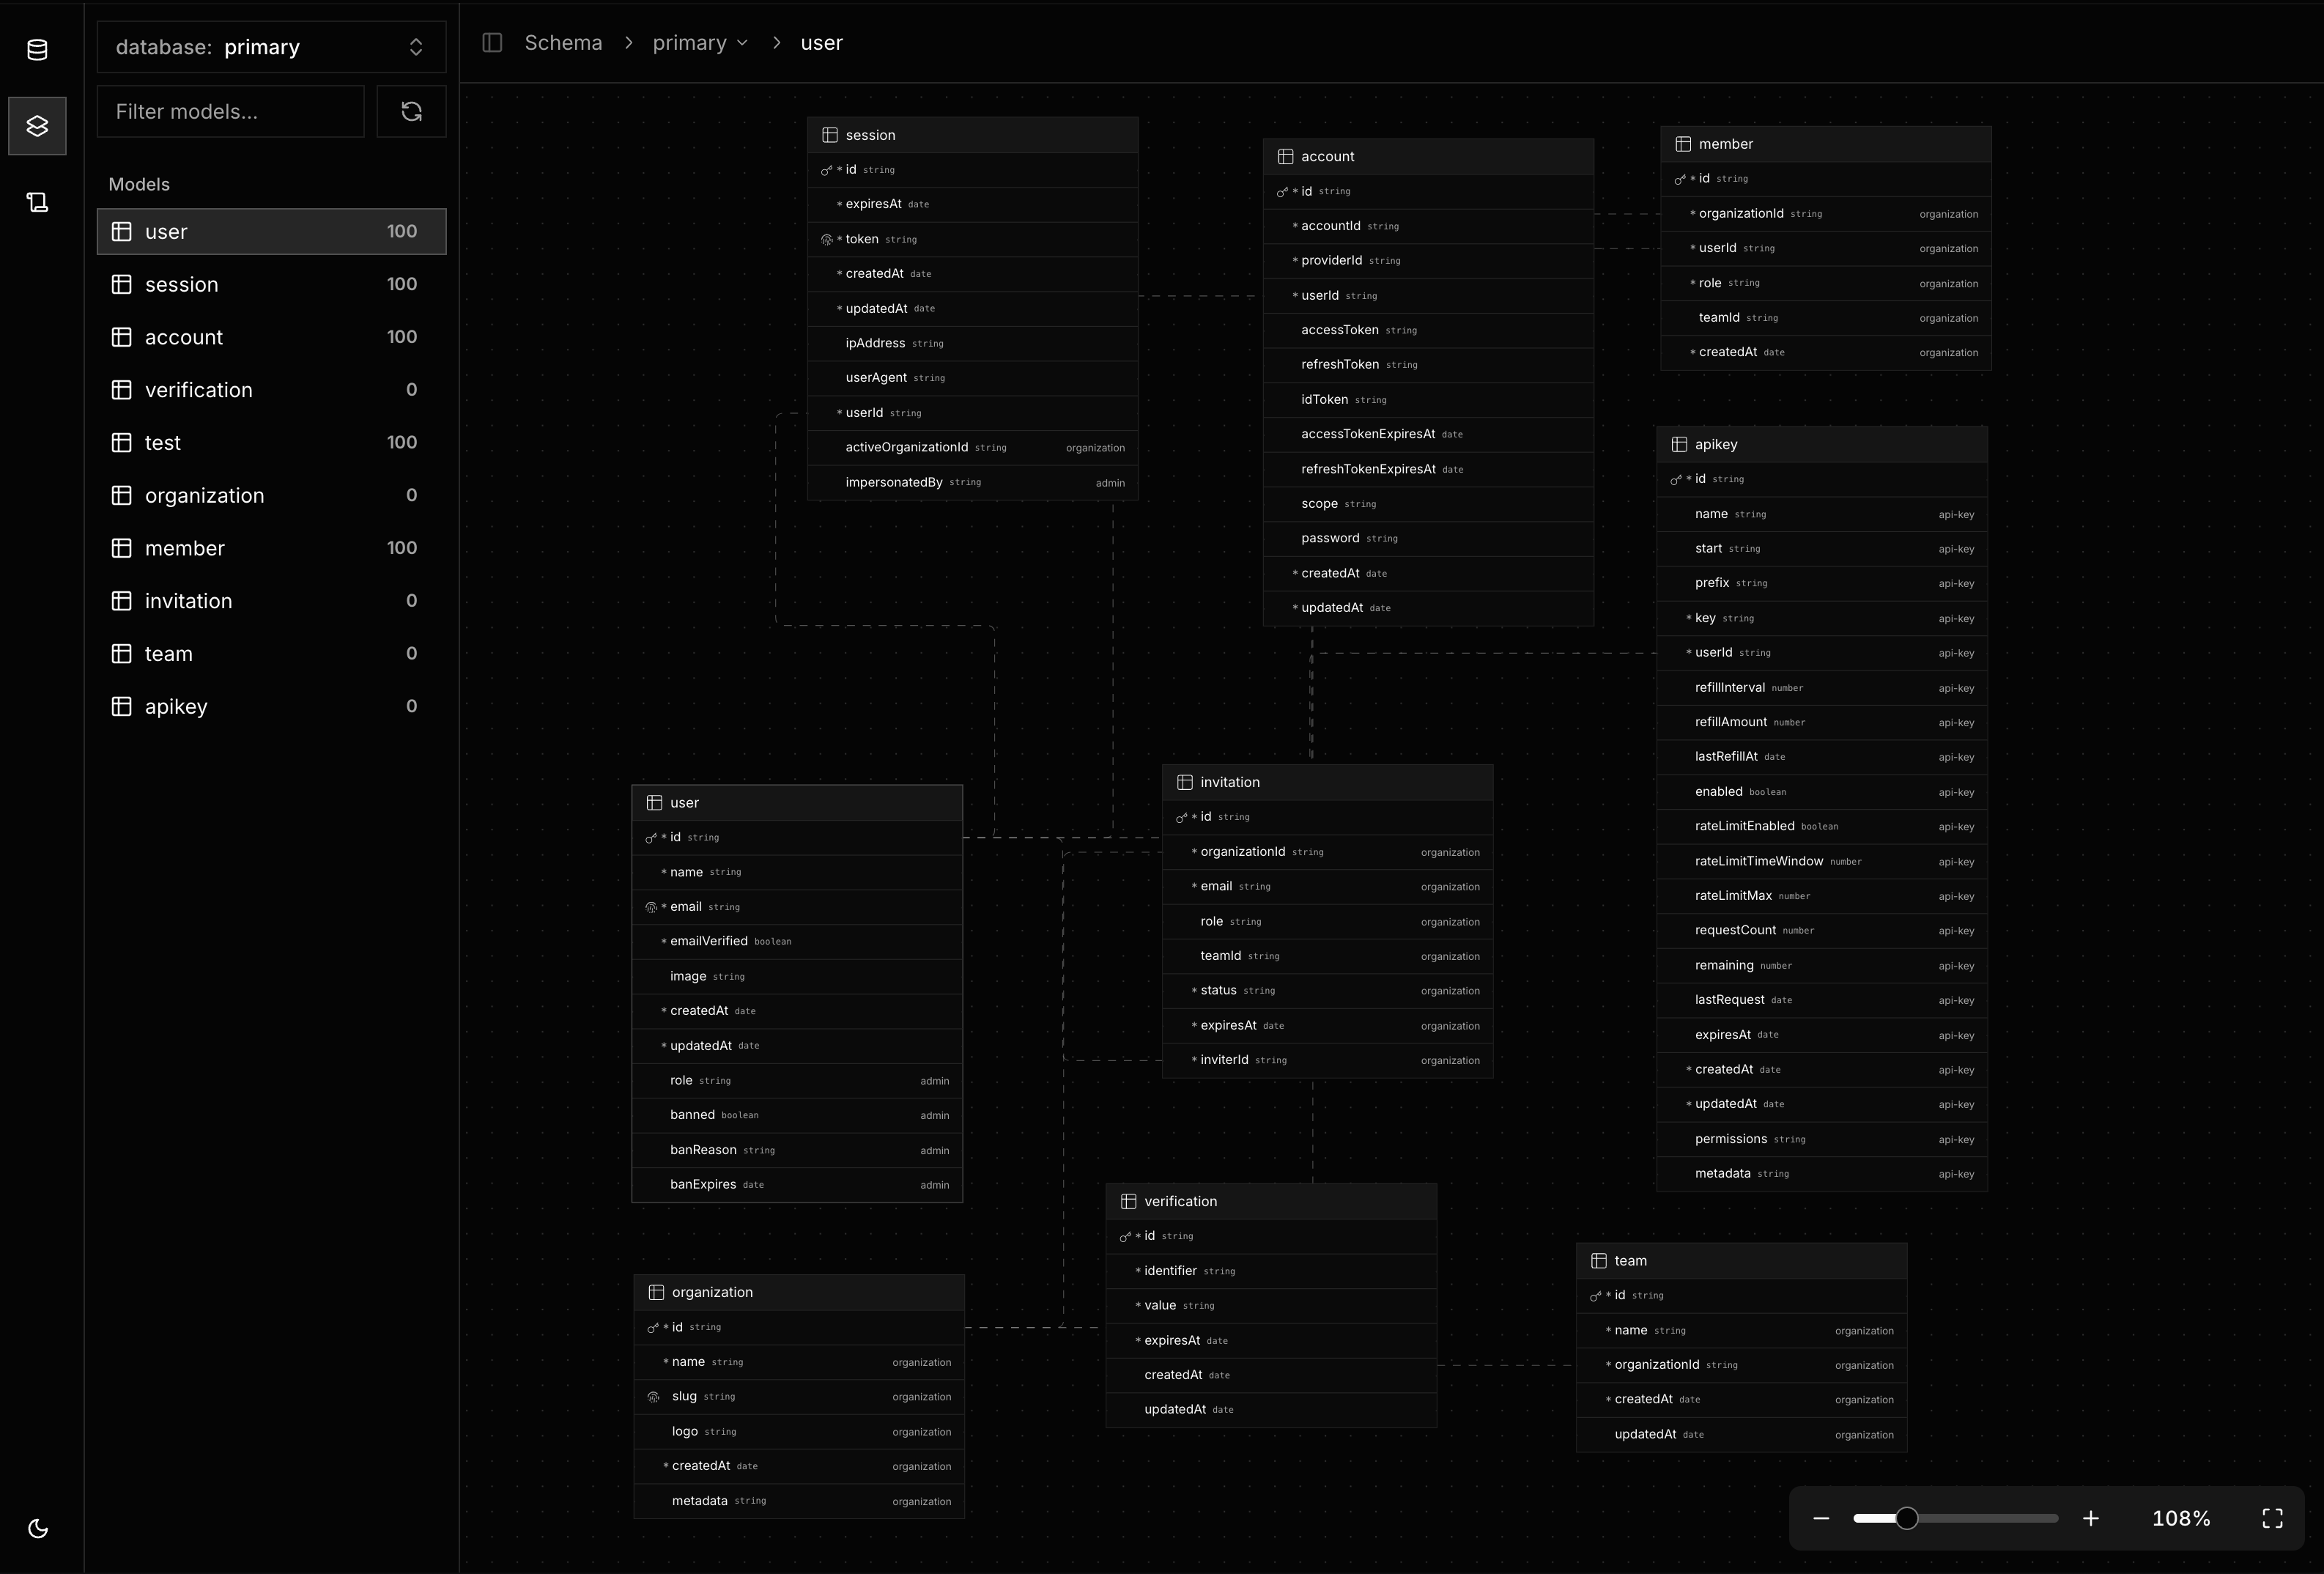 database: primary
Filter models...
Models
user 100
session 100
account 100
verification 0
test 100
organization 0
member 100
invitation 0
team 0
apikey 0
Schema > primary > user
session
* id string
* expiresAt date
* token string
* createdAt date
* updatedAt date
ipAddress string
userAgent string
* userId string
activeOrganizationId string organization
impersonatedBy string admin
account
* id string
* accountId string
* providerId string
* userId string
accessToken string
refreshToken string
idToken string
accessTokenExpiresAt date
refreshTokenExpiresAt date
scope string
password string
* createdAt date
* updatedAt date
member
* id string
* organizationId string organization
* userId string organization
* role string organization
teamId string organization
* createdAt date organization
apikey
* id string
name string api-key
start string api-key
prefix string api-key
* key string api-key
* userId string api-key
refillInterval number api-key
refillAmount number api-key
lastRefillAt date api-key
enabled boolean api-key
rateLimitEnabled boolean api-key
rateLimitTimeWindow number api-key
rateLimitMax number api-key
requestCount number api-key
remaining number api-key
lastRequest date api-key
expiresAt date api-key
* createdAt date api-key
* updatedAt date api-key
permissions string api-key
metadata string api-key
user
* id string
* name string
* email string
* emailVerified boolean
image string
* createdAt date
* updatedAt date
role string admin
banned boolean admin
banReason string admin
banExpires date admin
invitation
* id string
* organizationId string organization
* email string organization
role string organization
teamId string organization
* status string organization
* expiresAt date organization
* inviterId string organization
organization
* id string
* name string organization
slug string organization
logo string organization
* createdAt date organization
metadata string organization
verification
* id string
* identifier string
* value string
* expiresAt date
createdAt date
updatedAt date
team
* id string
* name string organization
* organizationId string organization
* createdAt date organization
updatedAt date organization
108%